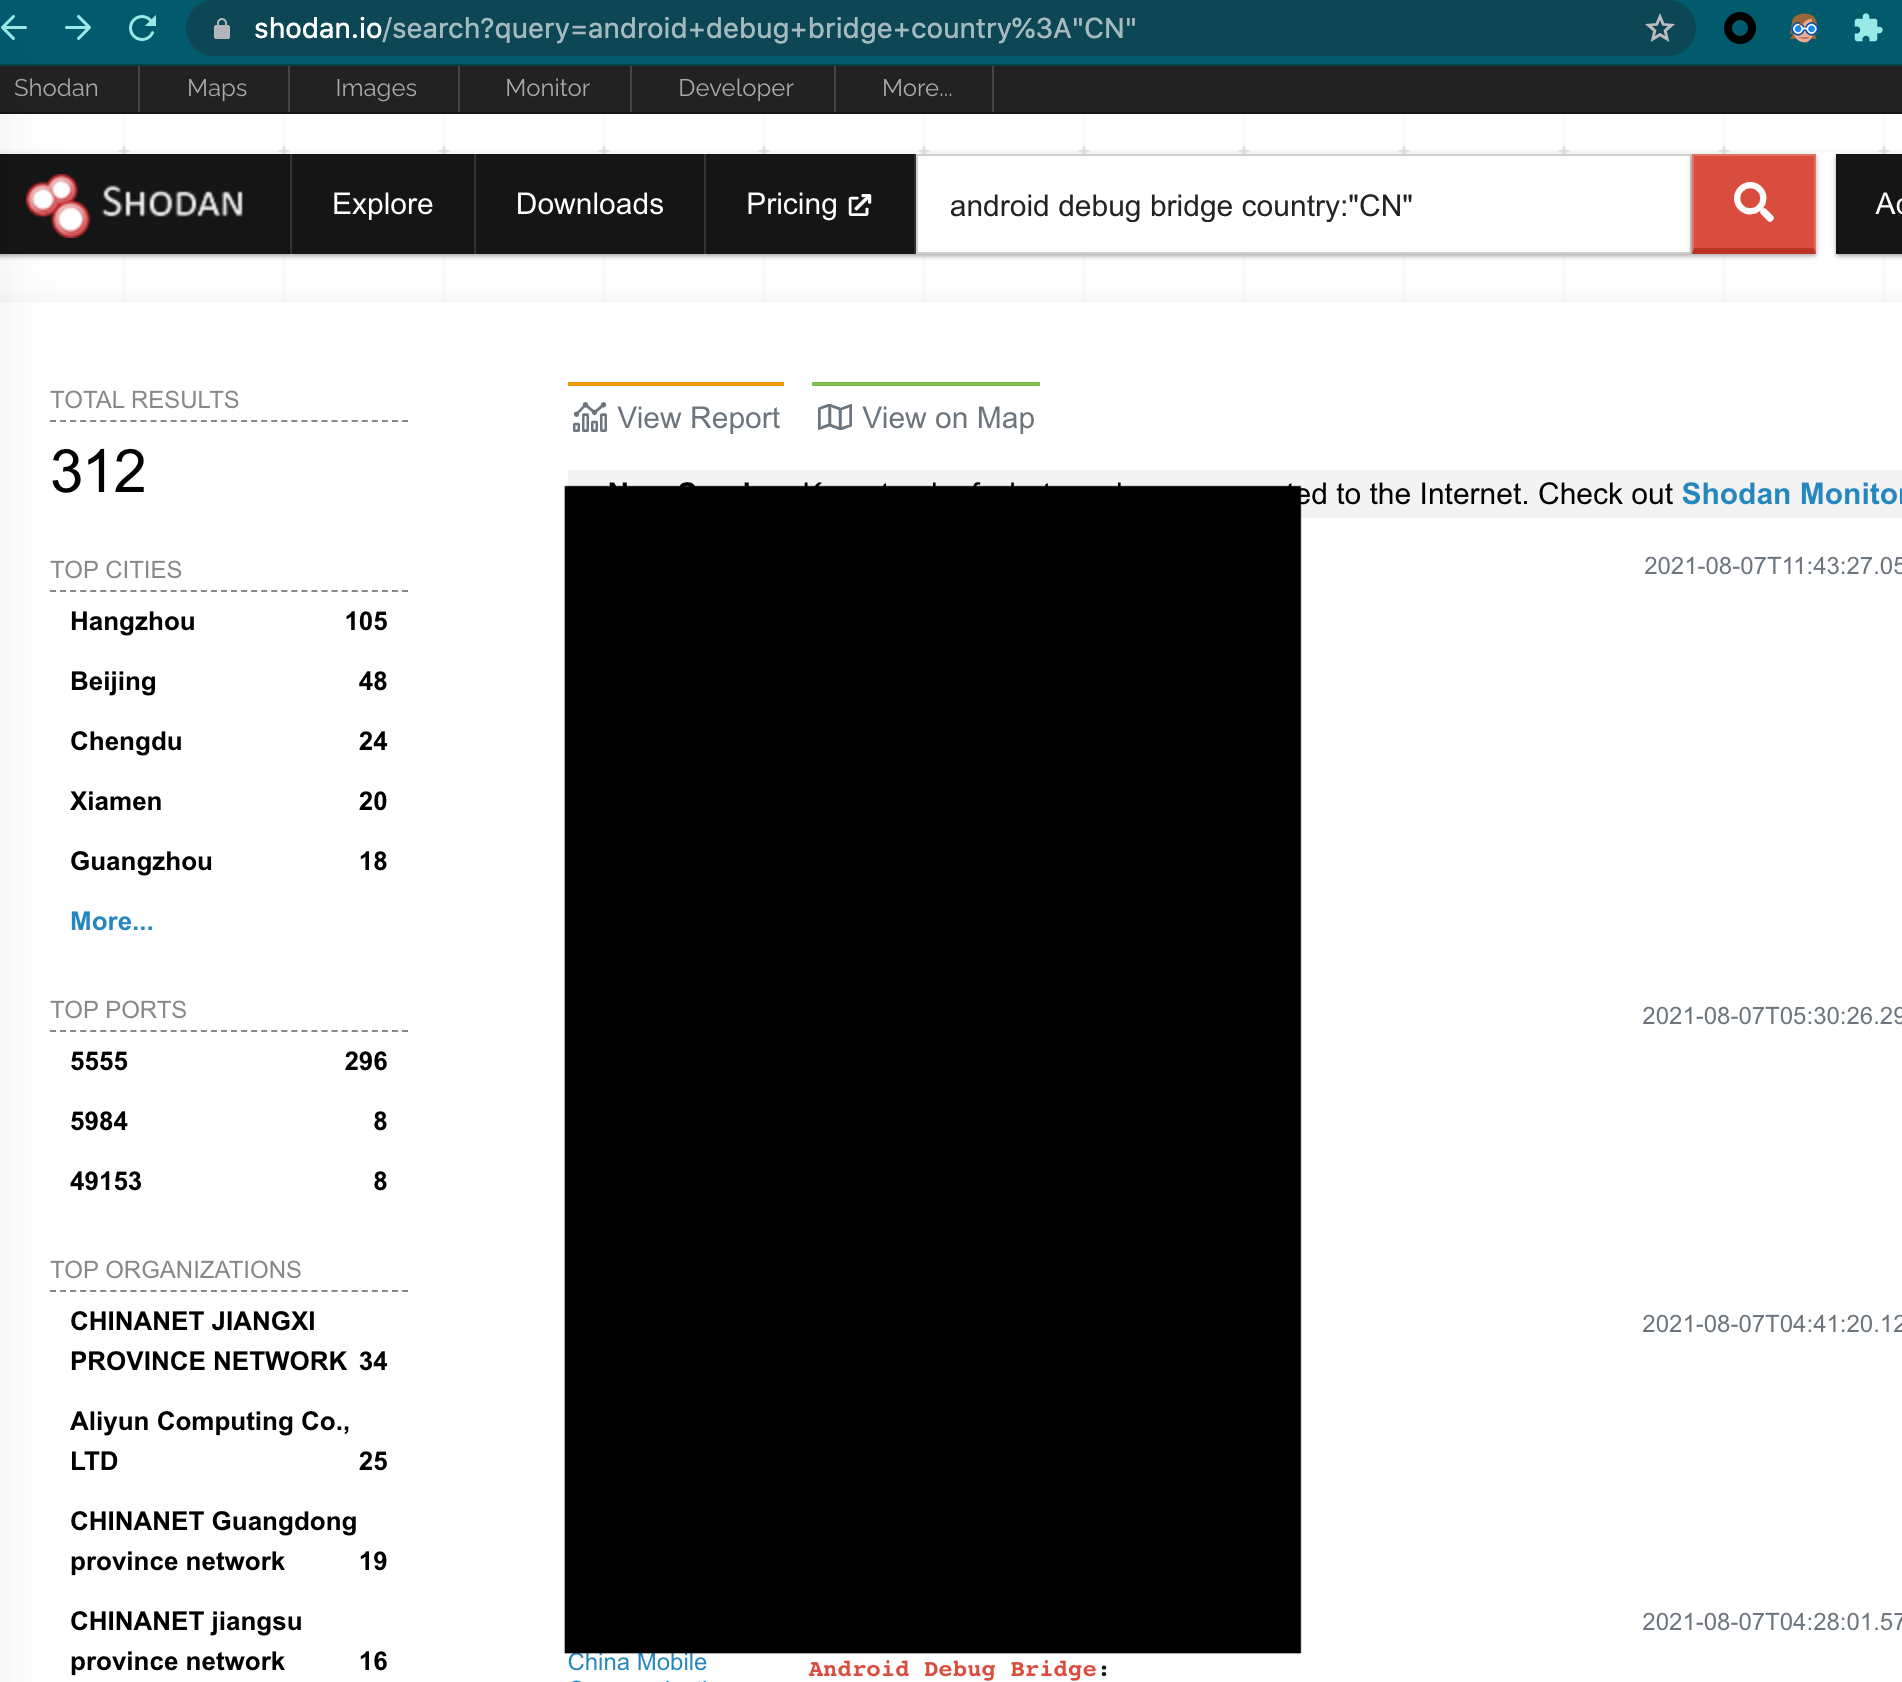 shodan.io/search?query=android+debug+bridge+country%3A"CN"
Shodan Maps Images Monitor Developer More...
SHODAN Explore Downloads Pricing android debug bridge country:"CN"
TOTAL RESULTS
312
View Report View on Map
to the Internet. Check out Shodan Monitor
TOP CITIES
Hangzhou 105
Beijing 48
Chengdu 24
Xiamen 20
Guangzhou 18
More...
TOP PORTS
5555 296
5984 8
49153 8
TOP ORGANIZATIONS
CHINANET JIANGXI
PROVINCE NETWORK 34
Aliyun Computing Co.,
LTD 25
CHINANET Guangdong
province network 19
CHINANET jiangsu
province network 16
2021-08-07T11:43:27.05
2021-08-07T05:30:26.29
2021-08-07T04:41:20.12
2021-08-07T04:28:01.57
China Mobile
Android Debug Bridge: